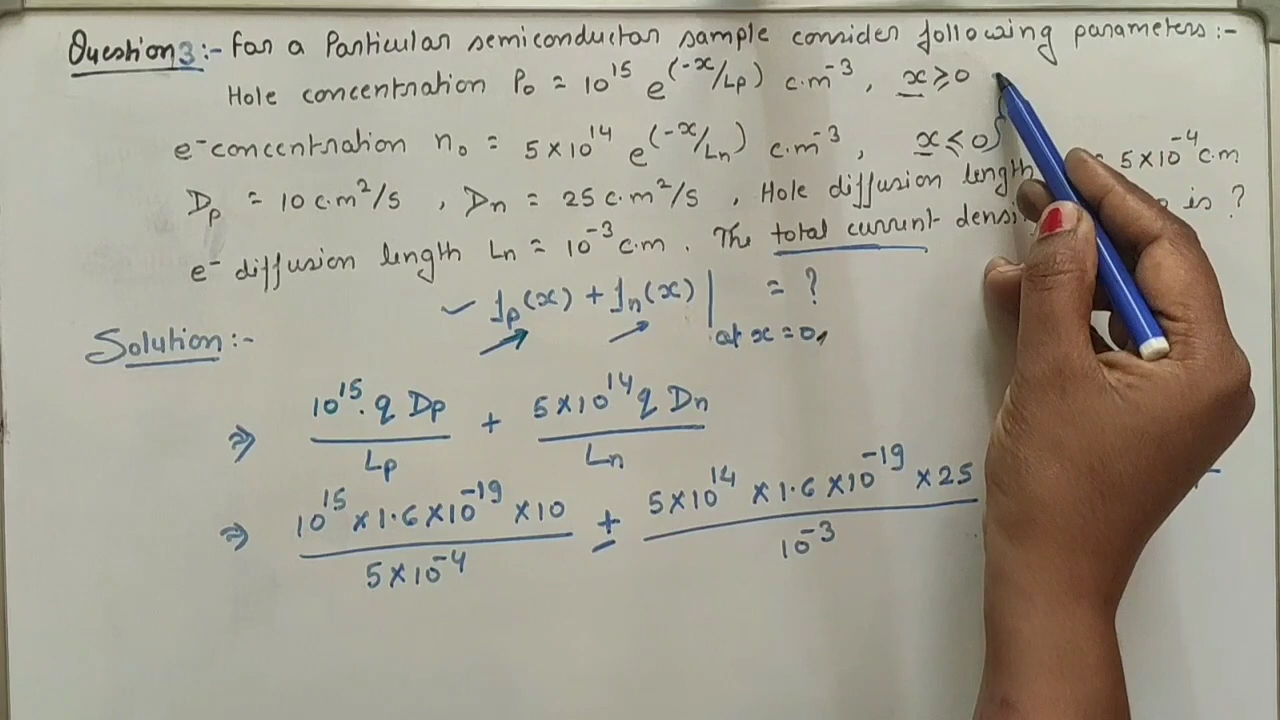 Question 3:- For a Particular semiconductor sample consider following parameters:-
Hole concentration P₀ = 10¹⁵ e^(-x/Lp) c.m⁻³, x ≥ 0
e⁻concentration n₀ = 5×10¹⁴ e^(-x/Ln) c.m⁻³, x ≤ 0
Dp = 10 c.m²/s, Dn = 25 c.m²/s, Hole diffusion length = 5×10⁻⁴ c.m
e⁻ diffusion length Ln = 10⁻³ c.m. The total current is ?
✓ Jp(x) + Jn(x) | at x = 0, = ?
Solution:-
⇒ 10¹⁵.q Dp / Lp + 5×10¹⁴ q Dn / Ln
⇒ 10¹⁵ × 1.6 × 10⁻¹⁹ × 10 / 5×10⁻⁴ + 5×10¹⁴ × 1.6 × 10⁻¹⁹ × 25 / 10⁻³